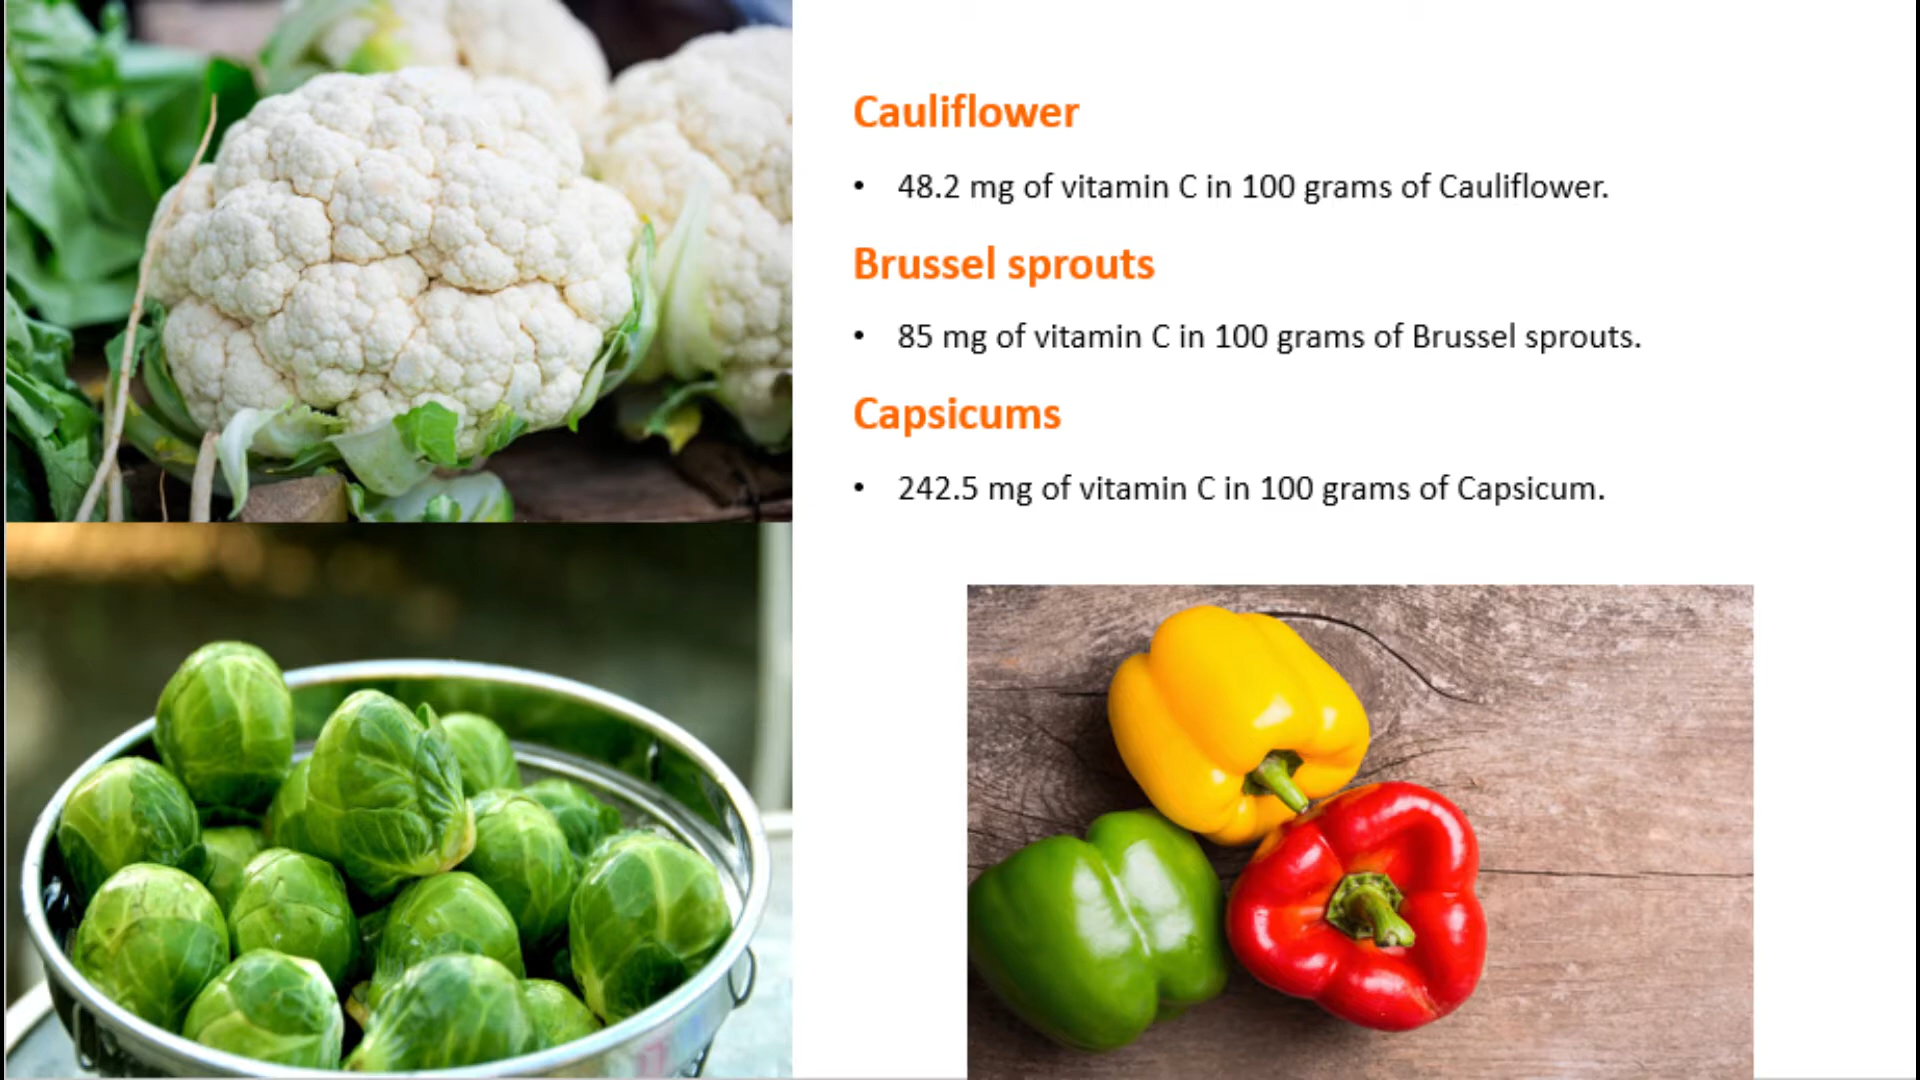 Cauliflower
• 48.2 mg of vitamin C in 100 grams of Cauliflower.
Brussel sprouts
• 85 mg of vitamin C in 100 grams of Brussel sprouts.
Capsicums
• 242.5 mg of vitamin C in 100 grams of Capsicum.